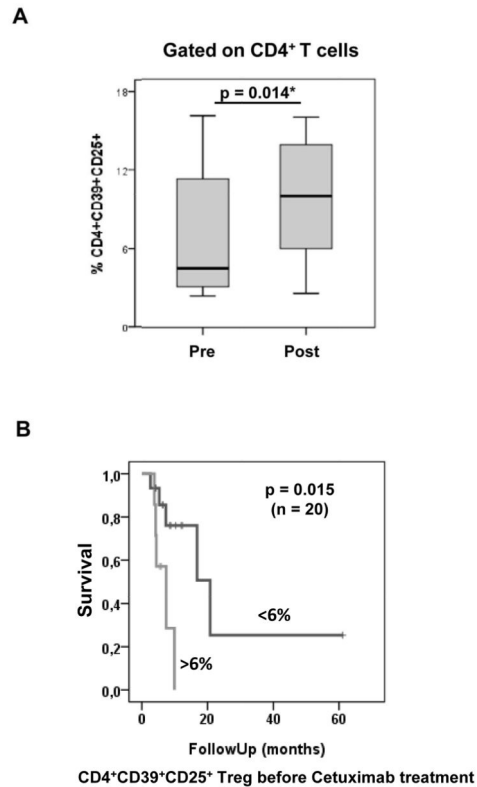 A
Gated on CD4⁺ T cells
p = 0.014*
18
12
6
0
% CD4+CD39+CD25+
Pre
Post
B
1,0
0,8
0,6
0,4
0,2
0,0
Survival
p = 0.015
(n = 20)
<6%
>6%
0
20
40
60
FollowUp (months)
CD4⁺CD39⁺CD25⁺ Treg before Cetuximab treatment